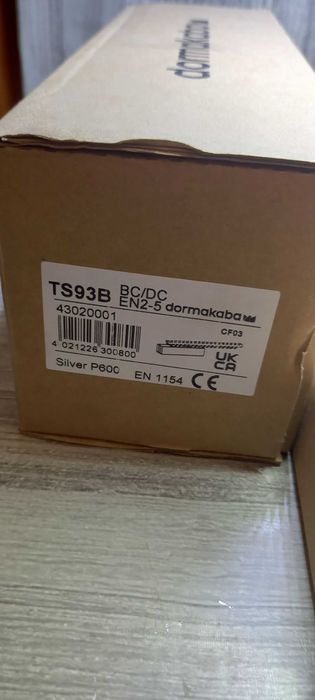 dormakaba
TS93B BC/DC
EN2-5 dormakaba
43020001
CF03
4 021226 300800
UK
CA
Silver P600 EN 1154 CE